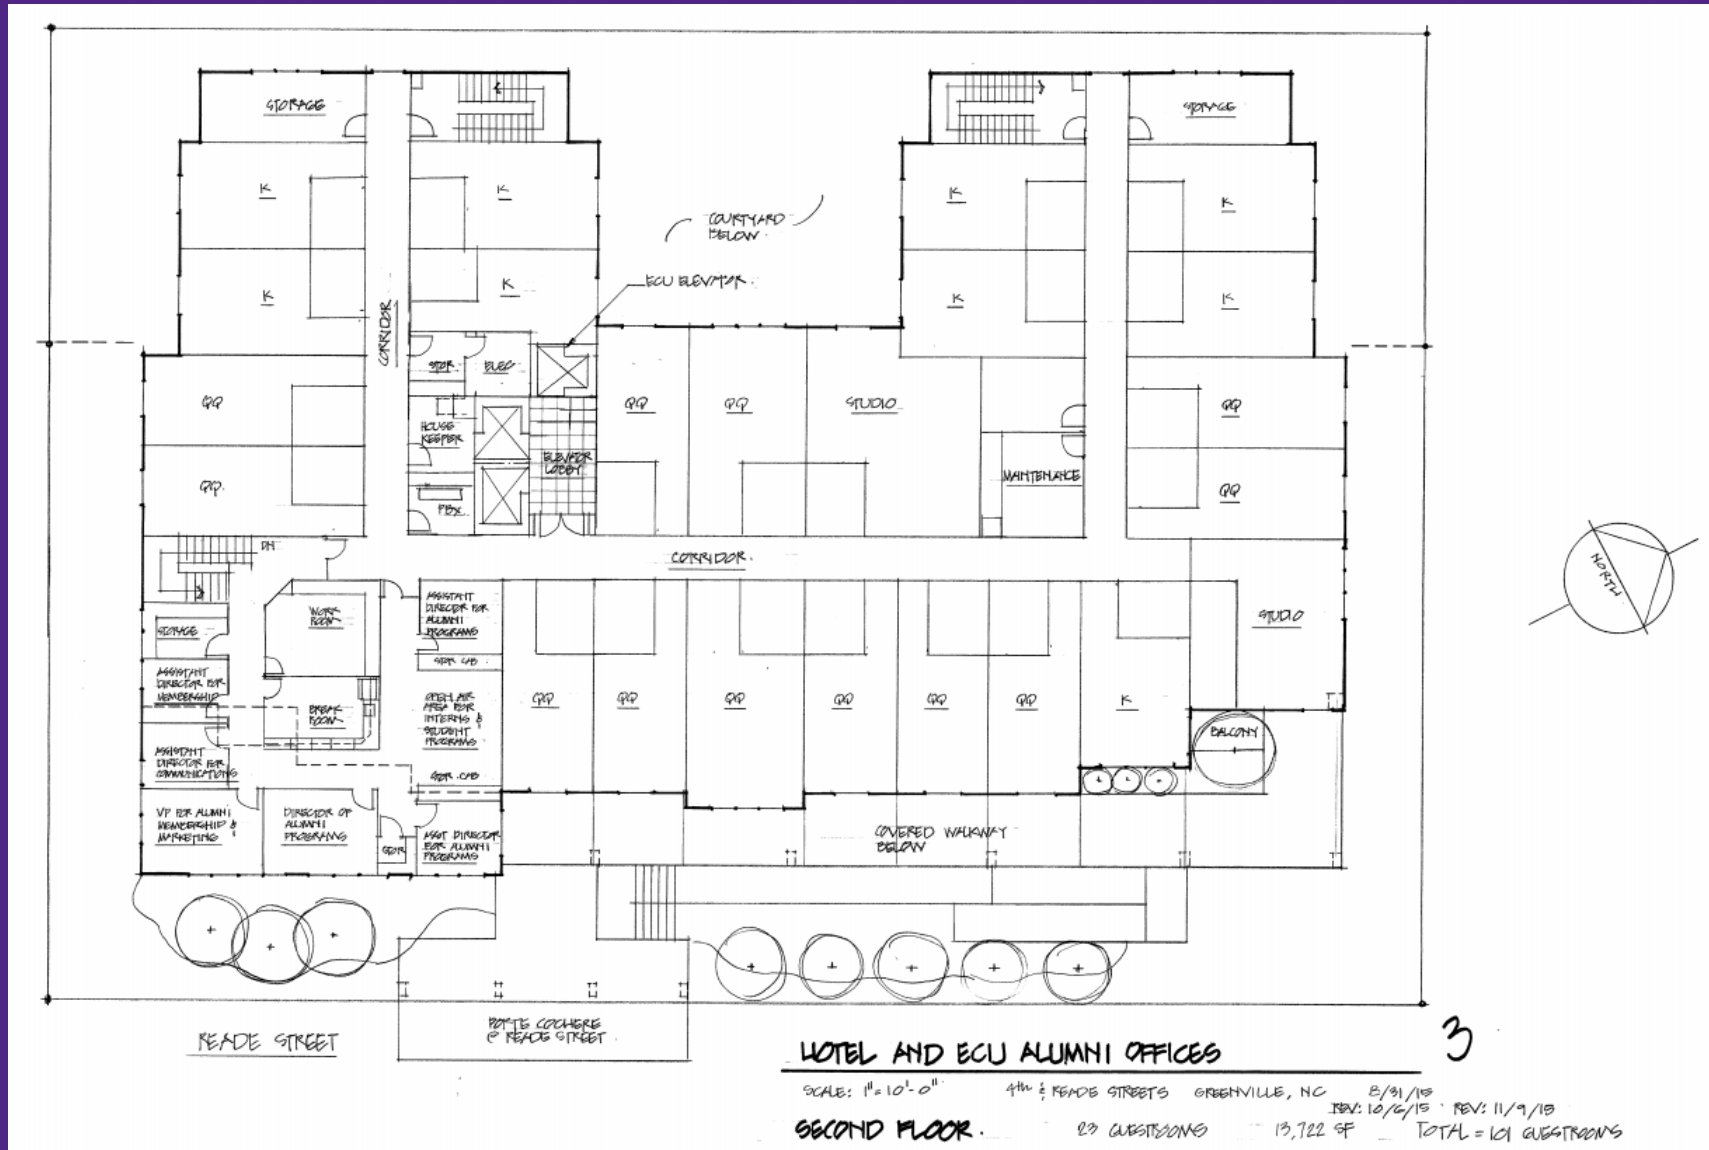 STORAGE
STORAGE
K
K
K
K
COURTYARD
BELOW.
ECU ELEVATOR.
K
K
K
K
CORRIDOR
STOR
ELEC
QQ
QQ
QQ
STUDIO
QQ
HOUSE
KEEPER
ELEVATOR
LOBBY
MAINTENANCE
QQ.
PBX
QQ
DN
CORRIDOR.
WORK
ROOM
ASSISTANT
DIRECTOR FOR
ALUMNI
PROGRAMS
STOR CAB
STUDIO
STORAGE
ASSISTANT
DIRECTOR FOR
MEMBERSHIP
BREAK
ROOM
OPEN AIR
AREA FOR
INTERNS &
STUDENT
PROGRAMS
STOR. CAB
QQ
QQ
QQ
QQ
QQ
QQ
K
BALCONY
ASSISTANT
DIRECTOR FOR
COMMUNICATIONS
VP FOR ALUMNI
MEMBERSHIP &
MARKETING
DIRECTOR OF
ALUMNI
PROGRAMS
STOR
ASST DIRECTOR
FOR ALUMNI
PROGRAMS
COVERED WALKWAY
BELOW
NORTH
READE STREET
PORTE COCHERE
@ READE STREET
3
HOTEL AND ECU ALUMNI OFFICES
SCALE: 1"=10'-0" 4th & READE STREETS GREENVILLE, NC 8/31/15
REV: 10/6/15 REV: 11/9/15
SECOND FLOOR. 23 GUESTROOMS 13,722 SF TOTAL = 101 GUESTROOMS